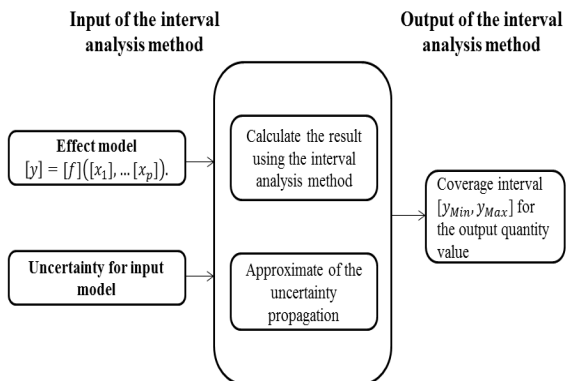 Input of the interval
analysis method
Output of the interval
analysis method
Effect model
[y] = [f]([x₁], … [xₚ]).
Uncertainty for input
model
Calculate the result
using the interval
analysis method
Approximate of the
uncertainty
propagation
Coverage interval
[y_Min, y_Max] for
the output quantity
value